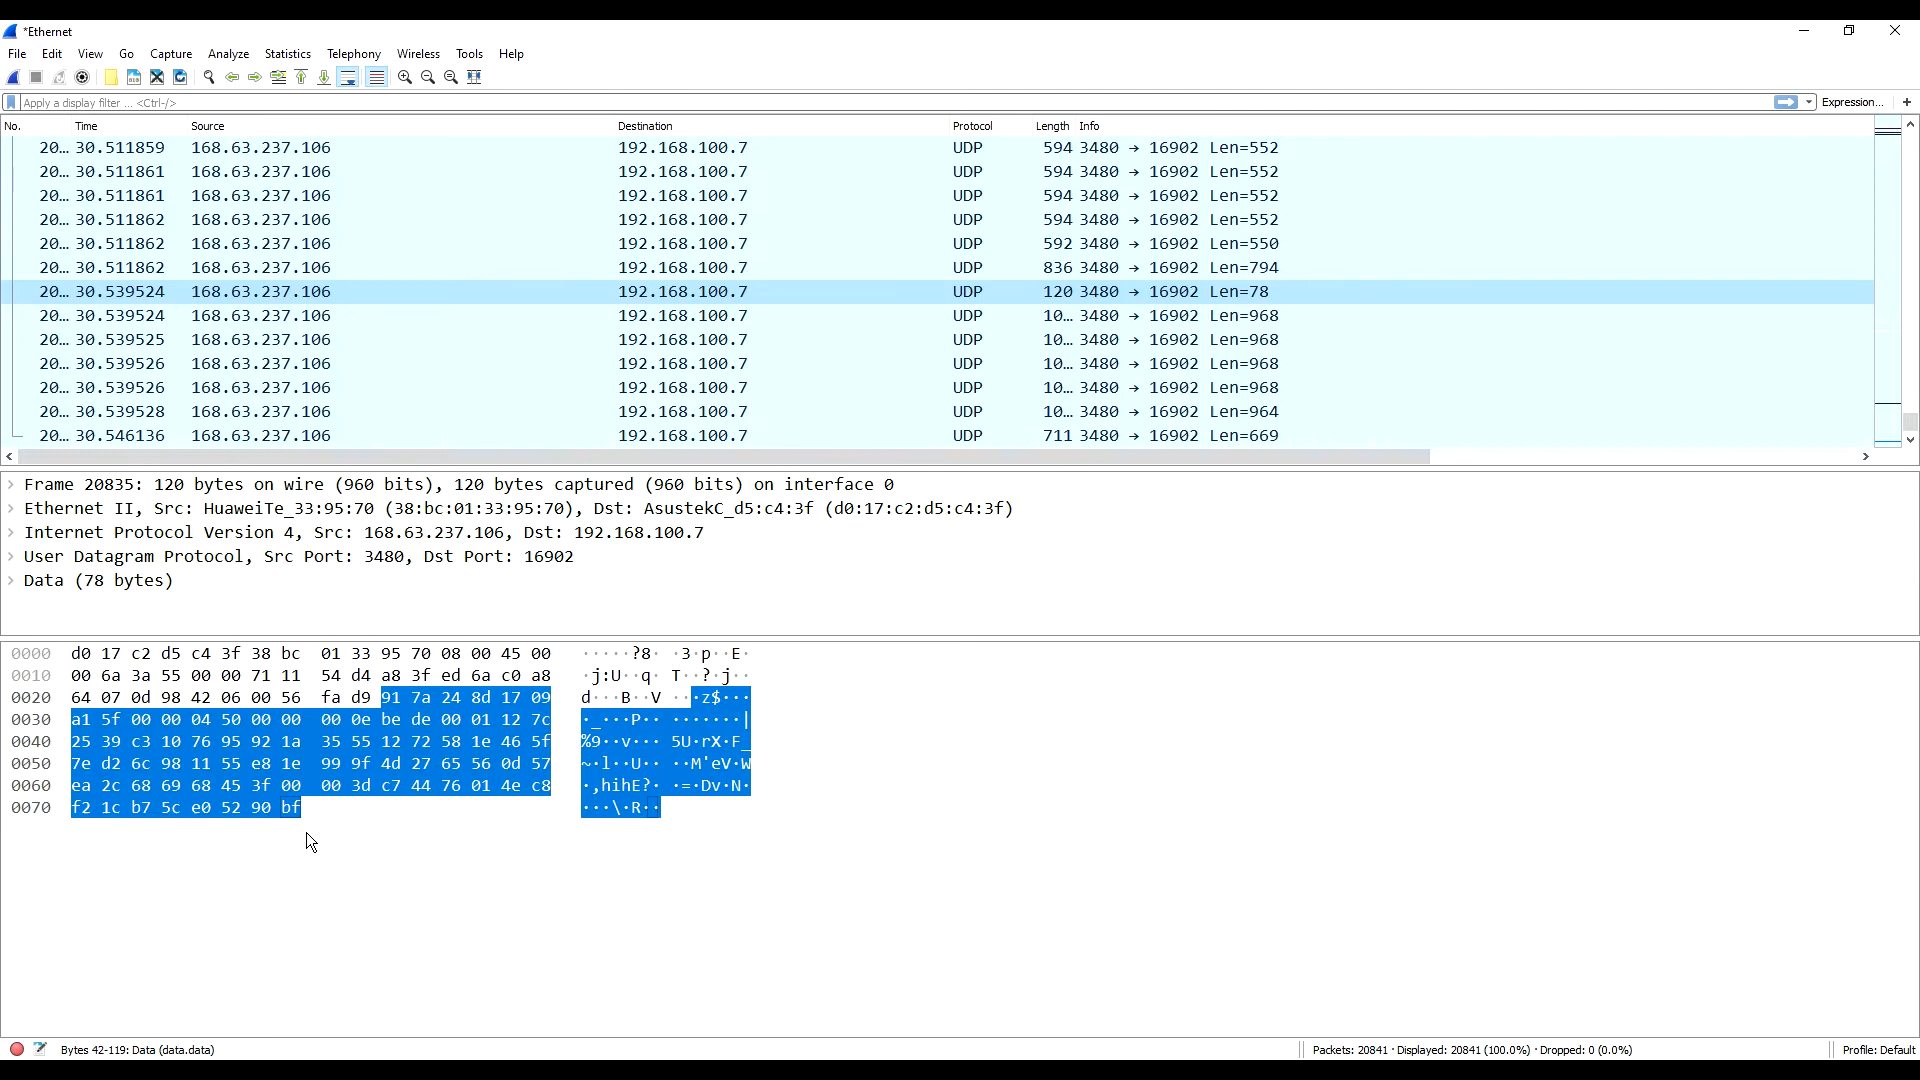 *Ethernet
File Edit View Go Capture Analyze Statistics Telephony Wireless Tools Help
Apply a display filter ... <Ctrl-/> Expression... +
No. Time Source Destination Protocol Length Info
20… 30.511859 168.63.237.106 192.168.100.7 UDP 594 3480 → 16902 Len=552
20… 30.511861 168.63.237.106 192.168.100.7 UDP 594 3480 → 16902 Len=552
20… 30.511861 168.63.237.106 192.168.100.7 UDP 594 3480 → 16902 Len=552
20… 30.511862 168.63.237.106 192.168.100.7 UDP 594 3480 → 16902 Len=552
20… 30.511862 168.63.237.106 192.168.100.7 UDP 592 3480 → 16902 Len=550
20… 30.511862 168.63.237.106 192.168.100.7 UDP 836 3480 → 16902 Len=794
20… 30.539524 168.63.237.106 192.168.100.7 UDP 120 3480 → 16902 Len=78
20… 30.539524 168.63.237.106 192.168.100.7 UDP 10… 3480 → 16902 Len=968
20… 30.539525 168.63.237.106 192.168.100.7 UDP 10… 3480 → 16902 Len=968
20… 30.539526 168.63.237.106 192.168.100.7 UDP 10… 3480 → 16902 Len=968
20… 30.539526 168.63.237.106 192.168.100.7 UDP 10… 3480 → 16902 Len=968
20… 30.539528 168.63.237.106 192.168.100.7 UDP 10… 3480 → 16902 Len=964
20… 30.546136 168.63.237.106 192.168.100.7 UDP 711 3480 → 16902 Len=669
Frame 20835: 120 bytes on wire (960 bits), 120 bytes captured (960 bits) on interface 0
Ethernet II, Src: HuaweiTe_33:95:70 (38:bc:01:33:95:70), Dst: AsustekC_d5:c4:3f (d0:17:c2:d5:c4:3f)
Internet Protocol Version 4, Src: 168.63.237.106, Dst: 192.168.100.7
User Datagram Protocol, Src Port: 3480, Dst Port: 16902
Data (78 bytes)
0000 d0 17 c2 d5 c4 3f 38 bc 01 33 95 70 08 00 45 00 ·····?8· ·3·p··E·
0010 00 6a 3a 55 00 00 71 11 54 d4 a8 3f ed 6a c0 a8 ·j:U··q· T··?·j··
0020 64 07 0d 98 42 06 00 56 fa d9 91 7a 24 8d 17 09 d···B··V ···z$···
0030 a1 5f 00 00 04 50 00 00 00 0e be de 00 01 12 7c ·_···P·· ·······|
0040 25 39 c3 10 76 95 92 1a 35 55 12 72 58 1e 46 5f %9··v··· 5U·rX·F_
0050 7e d2 6c 98 11 55 e8 1e 99 9f 4d 27 65 56 0d 57 ~·l··U·· ··M'eV·W
0060 ea 2c 68 69 68 45 3f 00 00 3d c7 44 76 01 4e c8 ·,hihE?· ·=·Dv·N·
0070 f2 1c b7 5c e0 52 90 bf ···\·R··
Bytes 42-119: Data (data.data) Packets: 20841 · Displayed: 20841 (100.0%) · Dropped: 0 (0.0%) Profile: Default